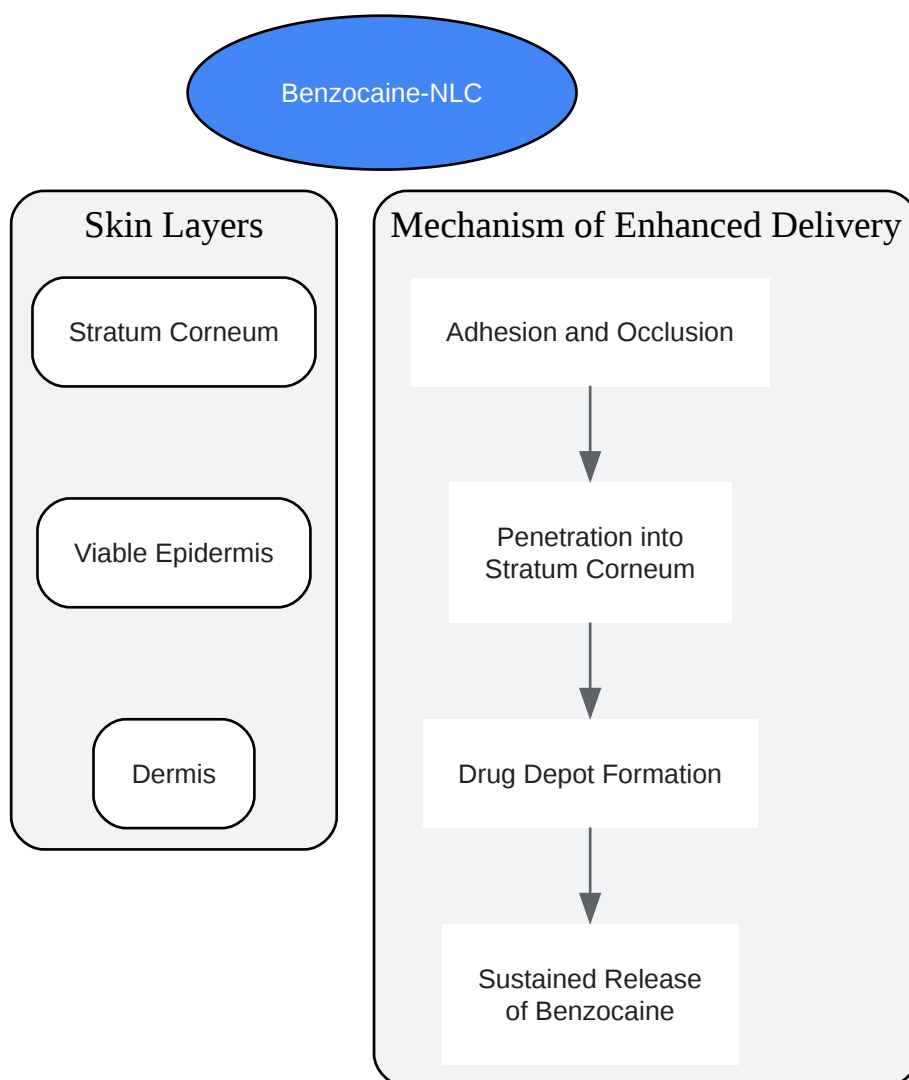 Benzocaine-NLC
Skin Layers
Stratum Corneum
Viable Epidermis
Dermis
Mechanism of Enhanced Delivery
Adhesion and Occlusion
Penetration into
Stratum Corneum
Drug Depot Formation
Sustained Release
of Benzocaine